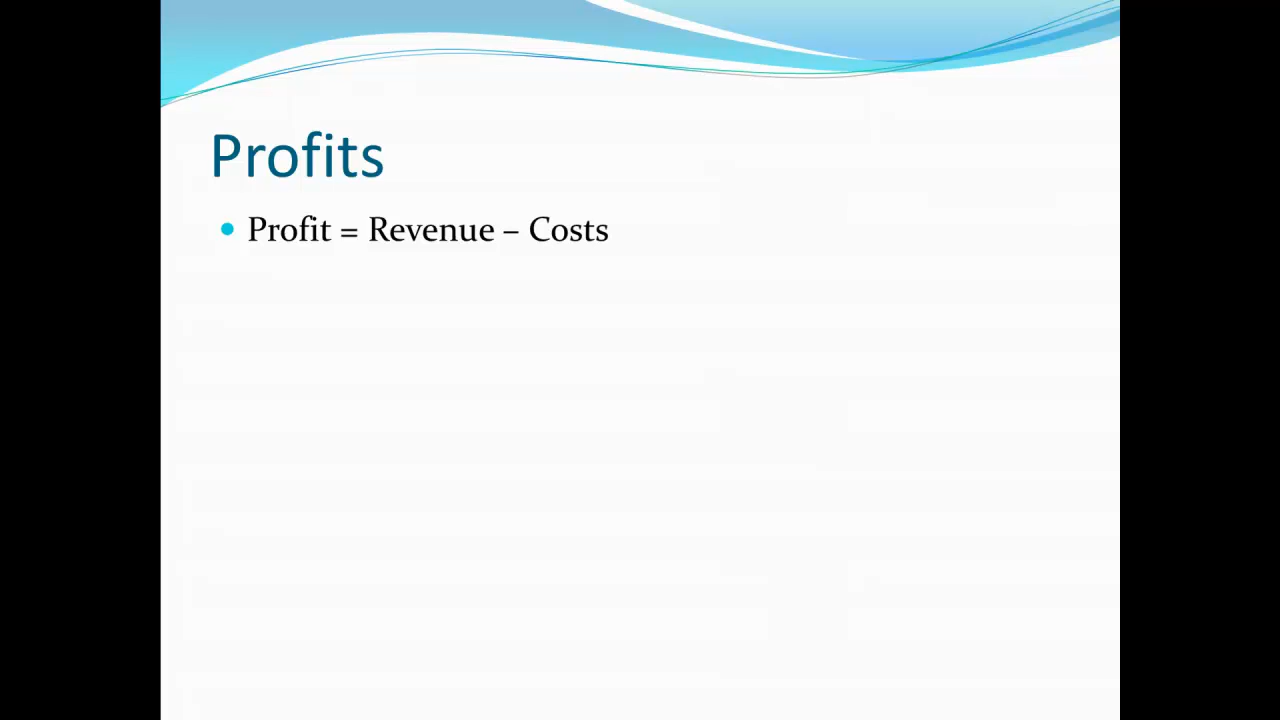 Profits
Profit = Revenue – Costs